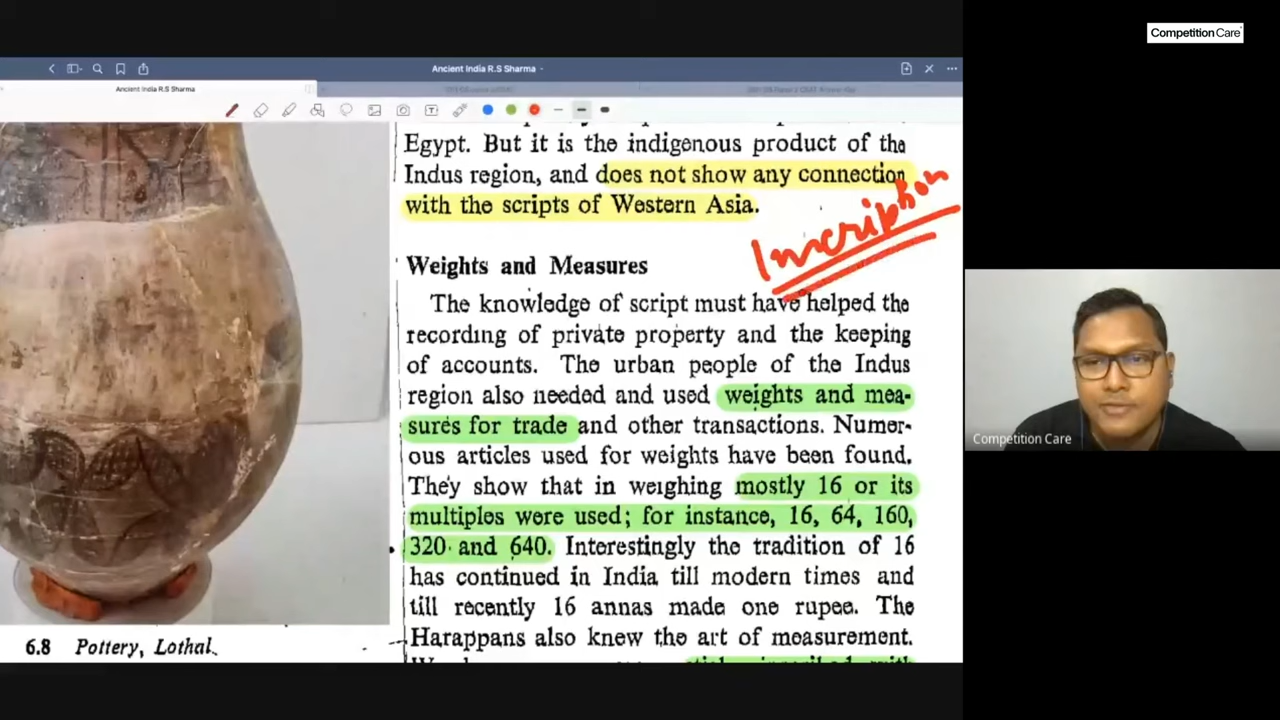 CompetitionCare
Ancient India R.S Sharma
Ancient India R.S Sharma
Egypt. But it is the indigenous product of the
Indus region, and does not show any connection
with the scripts of Western Asia.
Inscription
Weights and Measures
The knowledge of script must have helped the
recording of private property and the keeping
of accounts. The urban people of the Indus
region also needed and used weights and mea-
sures for trade and other transactions. Numer-
ous articles used for weights have been found.
They show that in weighing mostly 16 or its
multiples were used; for instance, 16, 64, 160,
320 and 640. Interestingly the tradition of 16
has continued in India till modern times and
till recently 16 annas made one rupee. The
Harappans also knew the art of measurement.
6.8 Pottery, Lothal.
Competition Care